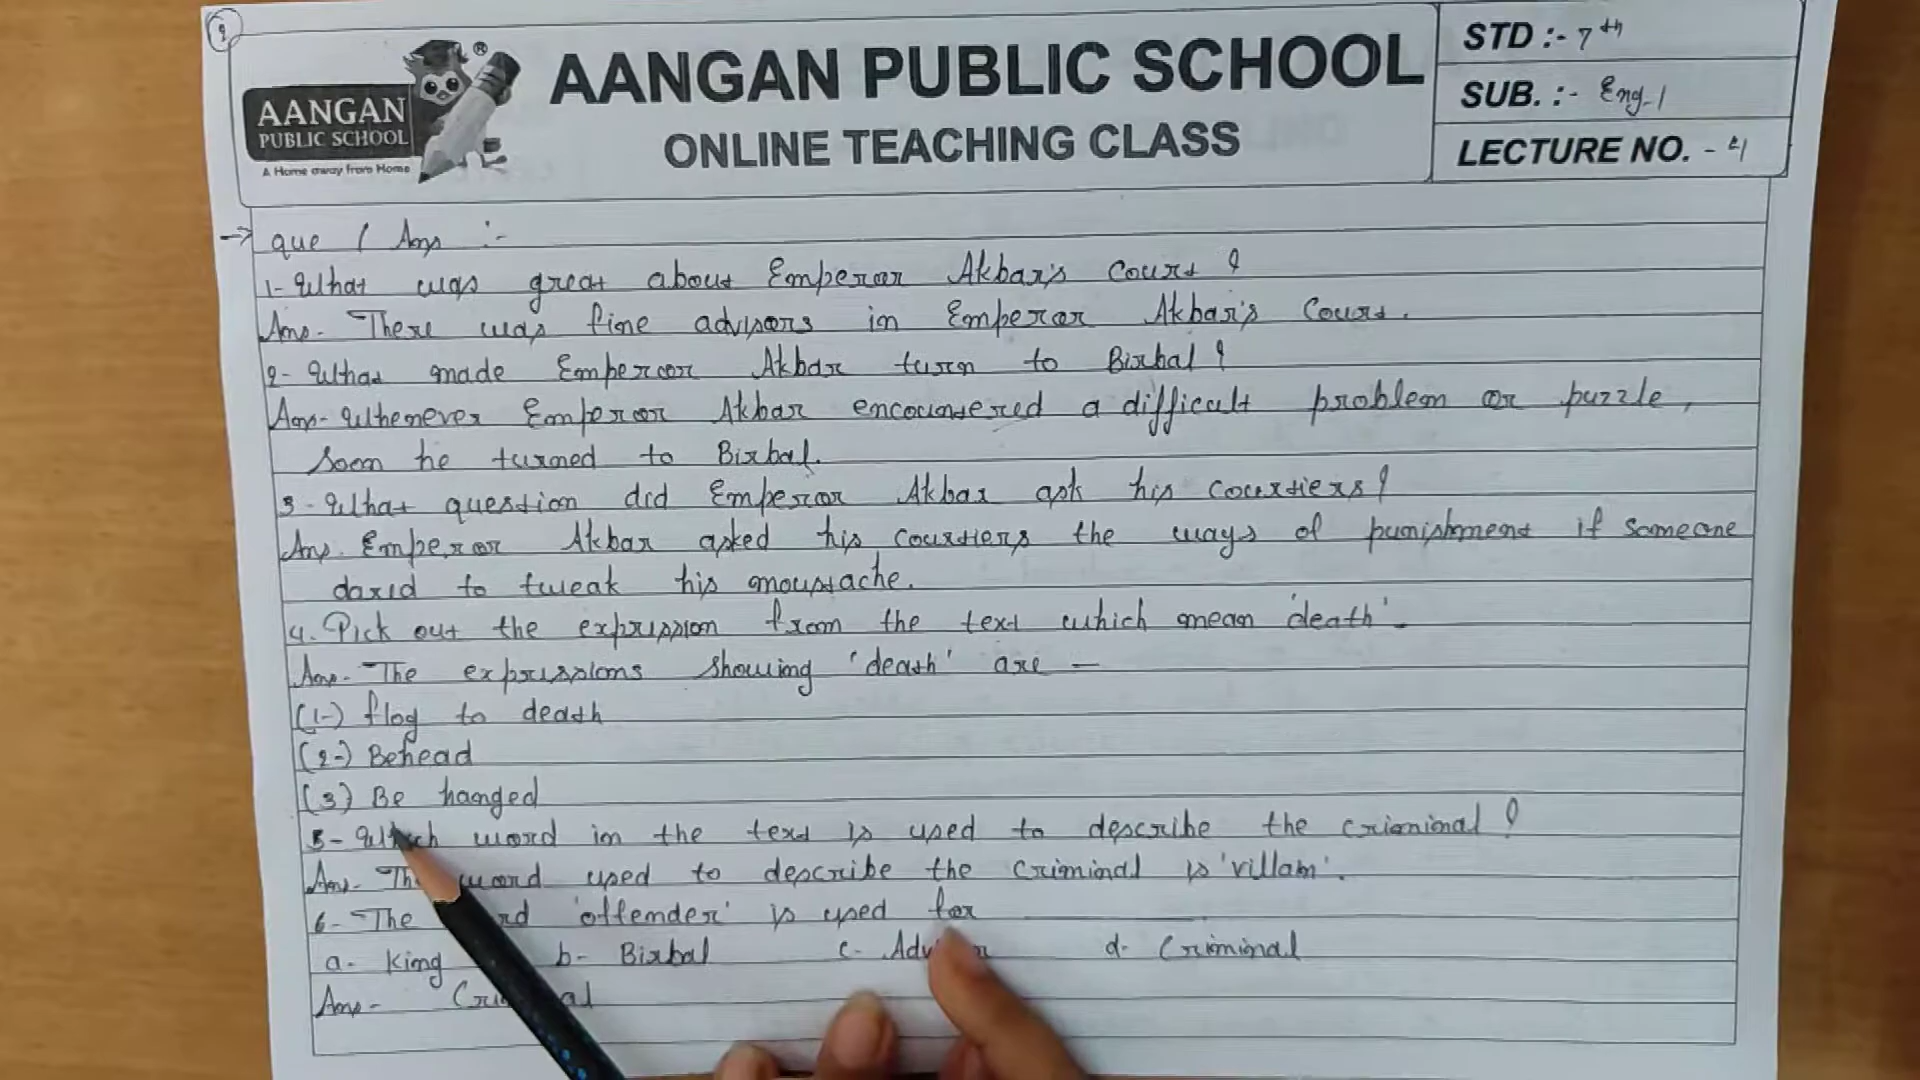 9
AANGAN
PUBLIC SCHOOL
A Home away from Home
®
AANGAN PUBLIC SCHOOL
ONLINE TEACHING CLASS
STD :- 7th
SUB. :- Eng-1
LECTURE NO. - 4
→ que / Ans :-
1- What was great about Emperor Akbar's Court ?
Ans- There was fine advisors in Emperor Akbar's Court.
2- What made Emperor Akbar turn to Birbal ?
Ans- Whenever Emperor Akbar encountered a difficult problem or puzzle,
soon he turned to Birbal.
3- What question did Emperor Akbar ask his courtiers ?
Ans. Emperor Akbar asked his courtiers the ways of punishment if someone
dared to tweak his moustache.
4. Pick out the expression from the text which mean 'death'-
Ans- The expressions showing 'death' are -
(1-) flog to death
(2-) Behead
(3) Be hanged
5- Which word in the text is used to describe the criminal ?
Ans- The word used to describe the criminal is 'villain'.
6- The 'offender' is used for
a- King b- Birbal c- d- Criminal
Ans- Criminal